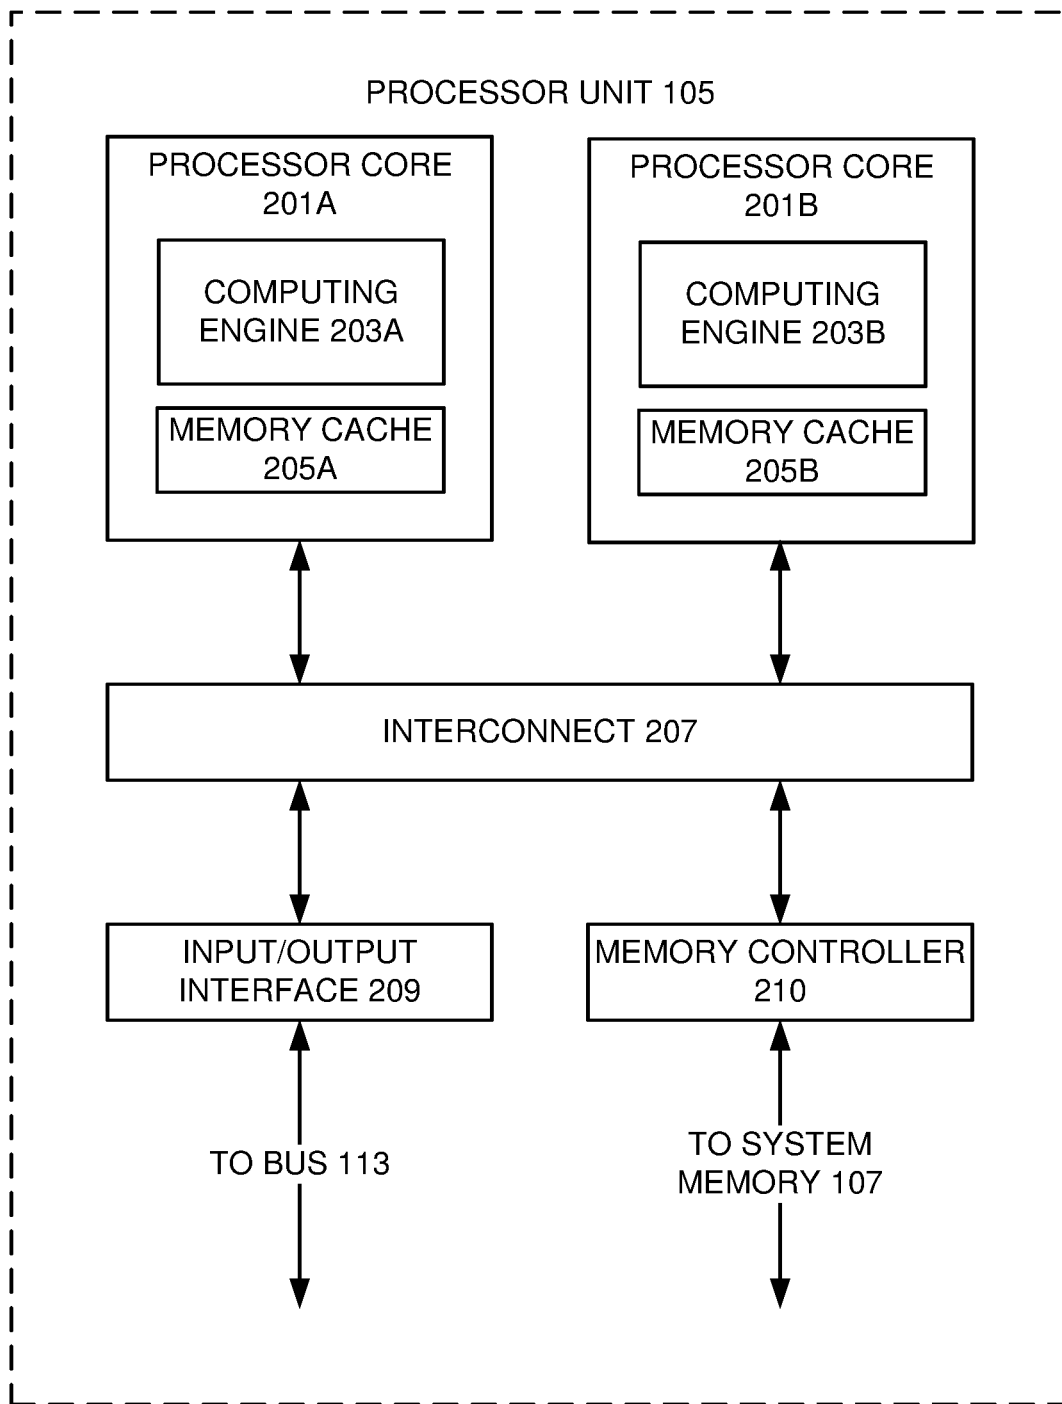 PROCESSOR UNIT 105
PROCESSOR CORE
201A
COMPUTING
ENGINE 203A
MEMORY CACHE
205A
PROCESSOR CORE
201B
COMPUTING
ENGINE 203B
MEMORY CACHE
205B
INTERCONNECT 207
INPUT/OUTPUT
INTERFACE 209
MEMORY CONTROLLER
210
TO BUS 113
TO SYSTEM
MEMORY 107